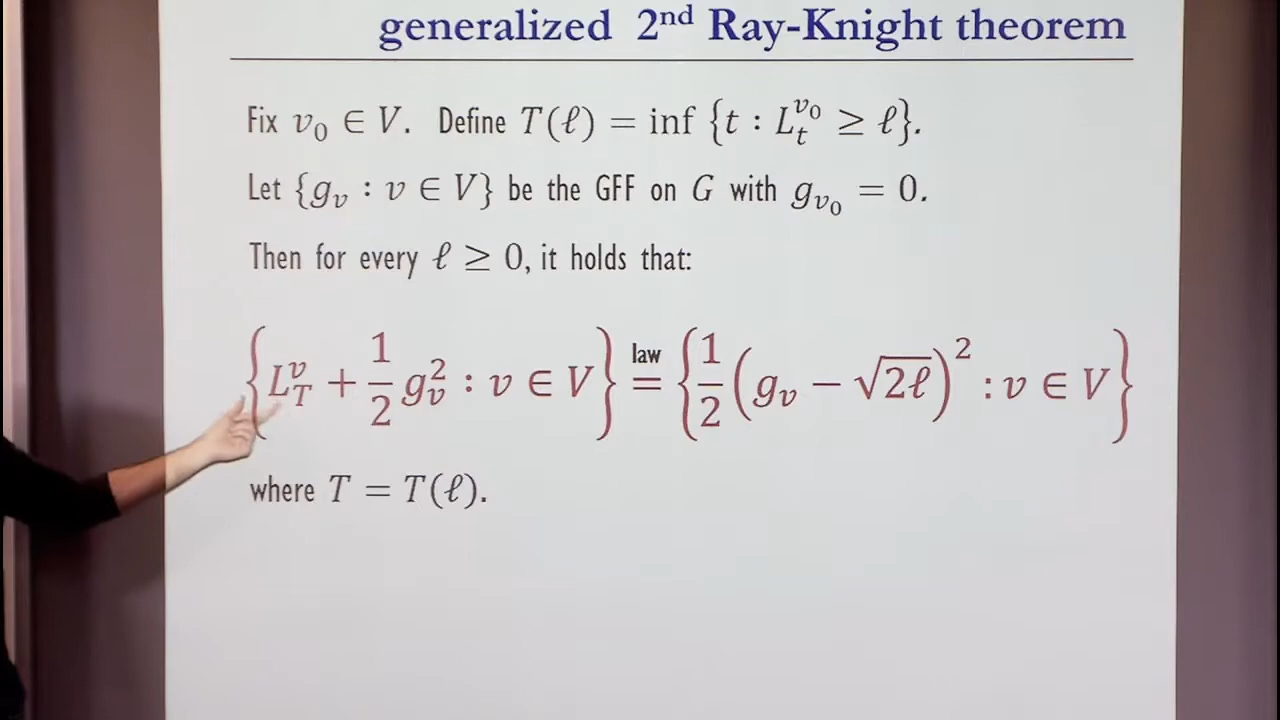 generalized 2nd Ray-Knight theorem
Fix v₀ ∈ V. Define T(ℓ) = inf {t : L_t^{v₀} ≥ ℓ}.
Let {g_v : v ∈ V} be the GFF on G with g_{v₀} = 0.
Then for every ℓ ≥ 0, it holds that:
{L_T^v + 1/2 g_v^2 : v ∈ V} law = {1/2 (g_v − √2ℓ)^2 : v ∈ V}
where T = T(ℓ).